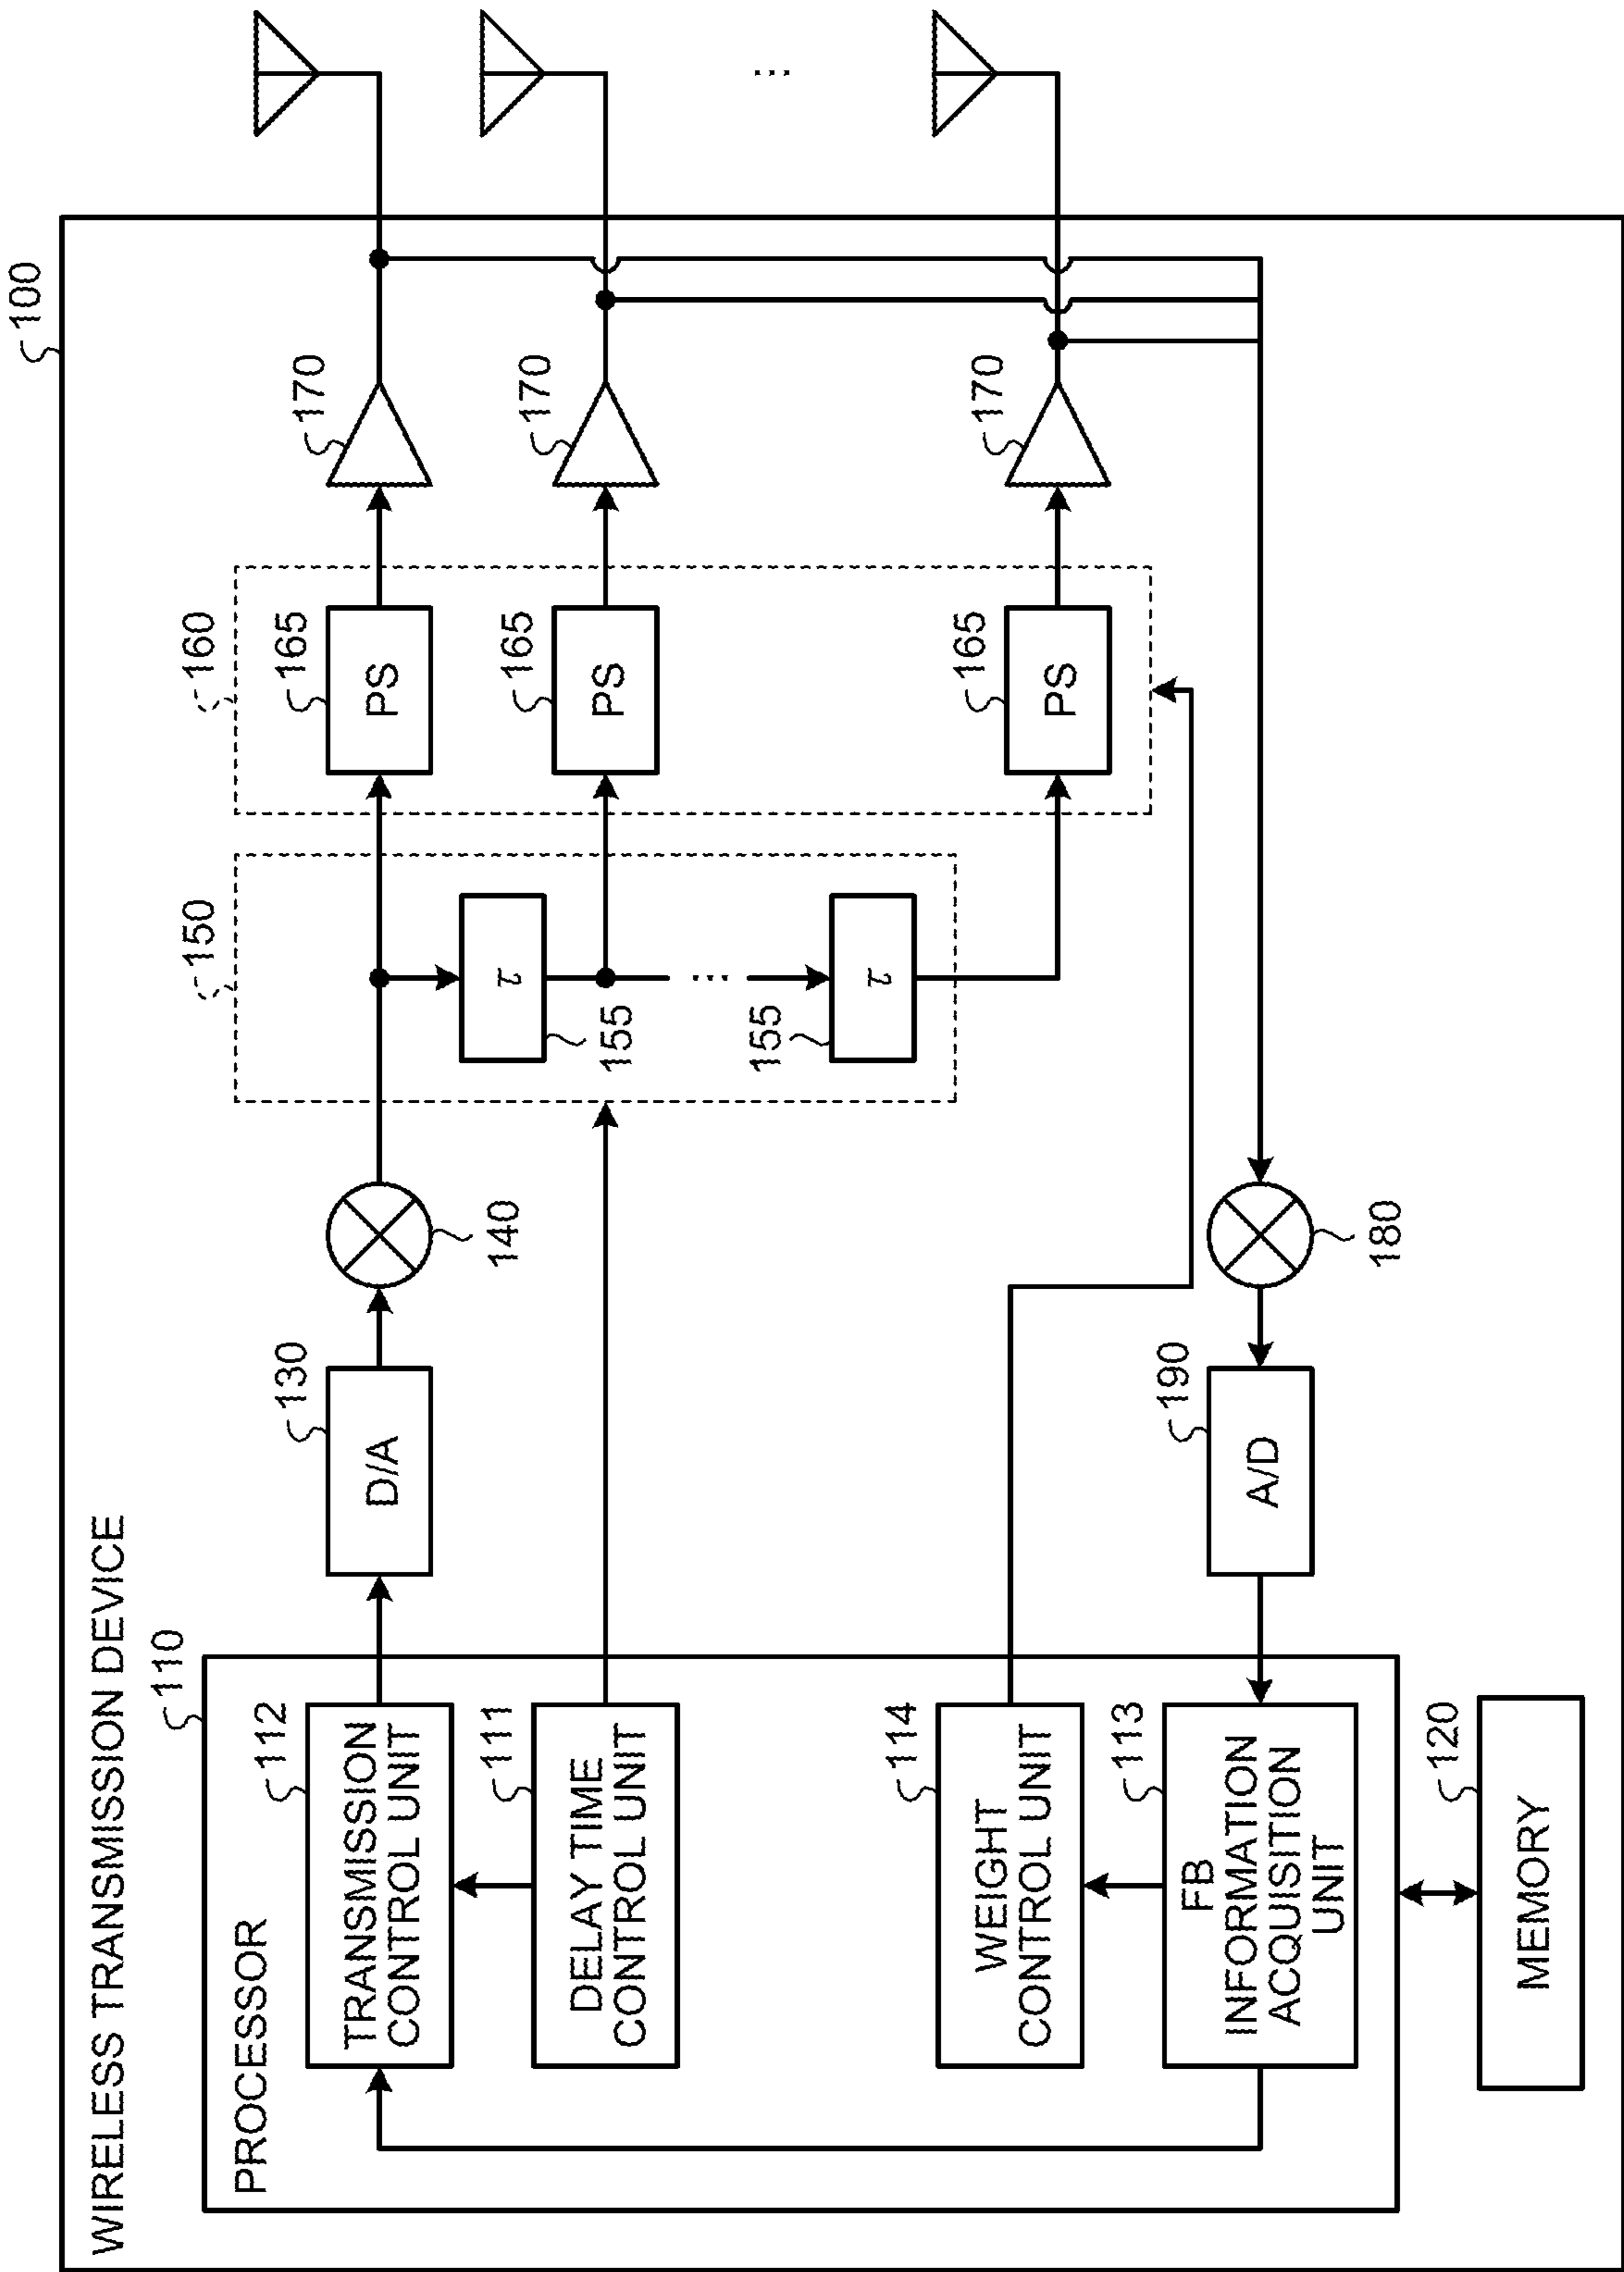 100
WIRELESS TRANSMISSION DEVICE
110
PROCESSOR
150
160
112
TRANSMISSION
CONTROL UNIT
130
D/A
140
165
PS
170
111
DELAY TIME
CONTROL UNIT
τ
155
165
PS
170
...
...
155
τ
165
PS
170
114
WEIGHT
CONTROL UNIT
113
FB
INFORMATION
ACQUISITION
UNIT
190
A/D
180
120
MEMORY